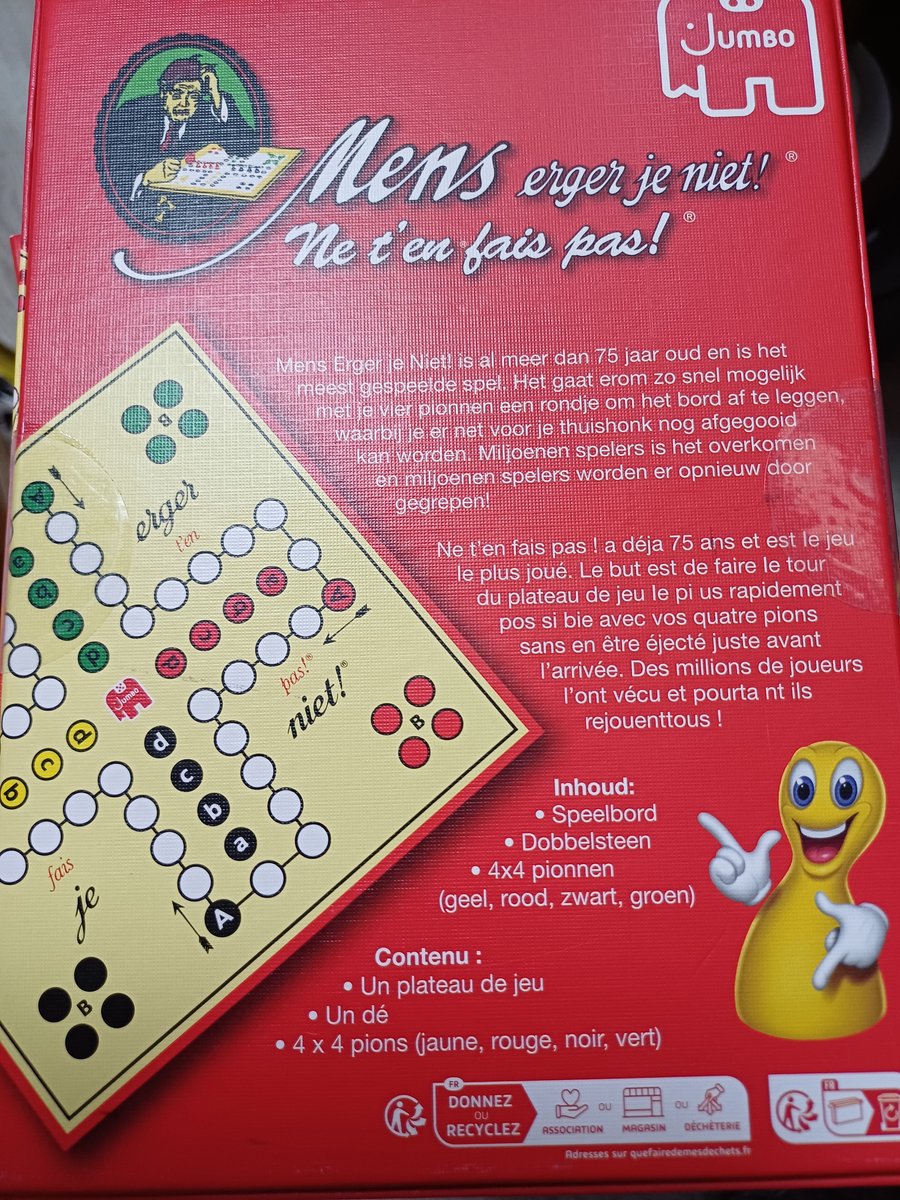 JUMBO
Mens erger je niet! ®
Ne t'en fais pas! ®
Mens Erger je Niet! is al meer dan 75 jaar oud en is het
meest gespeelde spel. Het gaat erom zo snel mogelijk
met je vier pionnen een rondje om het bord af te leggen,
waarbij je er net voor je thuishonk nog afgegooid
kan worden. Miljoenen spelers is het overkomen
en miljoenen spelers worden er opnieuw door
gegrepen!
Ne t'en fais pas ! a déja 75 ans et est le jeu
le plus joué. Le but est de faire le tour
du plateau de jeu le pi us rapidement
pos si bie avec vos quatre pions
sans en être éjecté juste avant
l'arrivée. Des millions de joueurs
l'ont vécu et pourta nt ils
rejouenttous !
B
erger
t'en
A
a
b
c
d
d
c
b
a
A
pas!®
niet!®
B
JUMBO
d
c
b
d
c
b
a
A
fais
je
B
Inhoud:
• Speelbord
• Dobbelsteen
• 4x4 pionnen
(geel, rood, zwart, groen)
Contenu :
• Un plateau de jeu
• Un dé
• 4 x 4 pions (jaune, rouge, noir, vert)
FR
DONNEZ
OU
RECYCLEZ
ASSOCIATION
OU
MAGASIN
OU
DÉCHÈTERIE
Adresses sur quefairedemesdechets.fr
FR